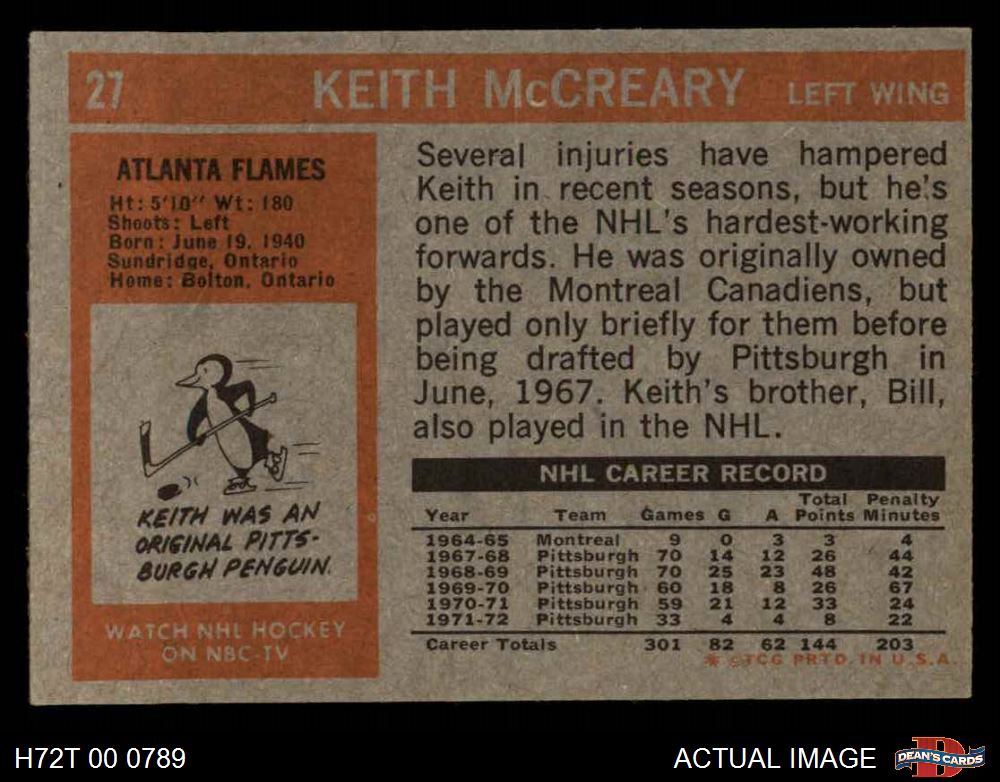 27 KEITH McCREARY LEFT WING
ATLANTA FLAMES
Ht: 5'10" Wt: 180
Shoots: Left
Born: June 19, 1940
Sundridge, Ontario
Home: Bolton, Ontario
KEITH WAS AN
ORIGINAL PITTS-
BURGH PENGUIN.
WATCH NHL HOCKEY
ON NBC-TV
Several injuries have hampered
Keith in recent seasons, but he's
one of the NHL's hardest-working
forwards. He was originally owned
by the Montreal Canadiens, but
played only briefly for them before
being drafted by Pittsburgh in
June, 1967. Keith's brother, Bill,
also played in the NHL.
NHL CAREER RECORD
Total Penalty
Year Team Games G A Points Minutes
1964-65 Montreal 9 0 3 3 4
1967-68 Pittsburgh 70 14 12 26 44
1968-69 Pittsburgh 70 25 23 48 42
1969-70 Pittsburgh 60 18 8 26 67
1970-71 Pittsburgh 59 21 12 33 24
1971-72 Pittsburgh 33 4 4 8 22
Career Totals 301 82 62 144 203
* ©TCG PRTD. IN U.S.A.
H72T 00 0789
ACTUAL IMAGE
D
DEAN'S CARDS